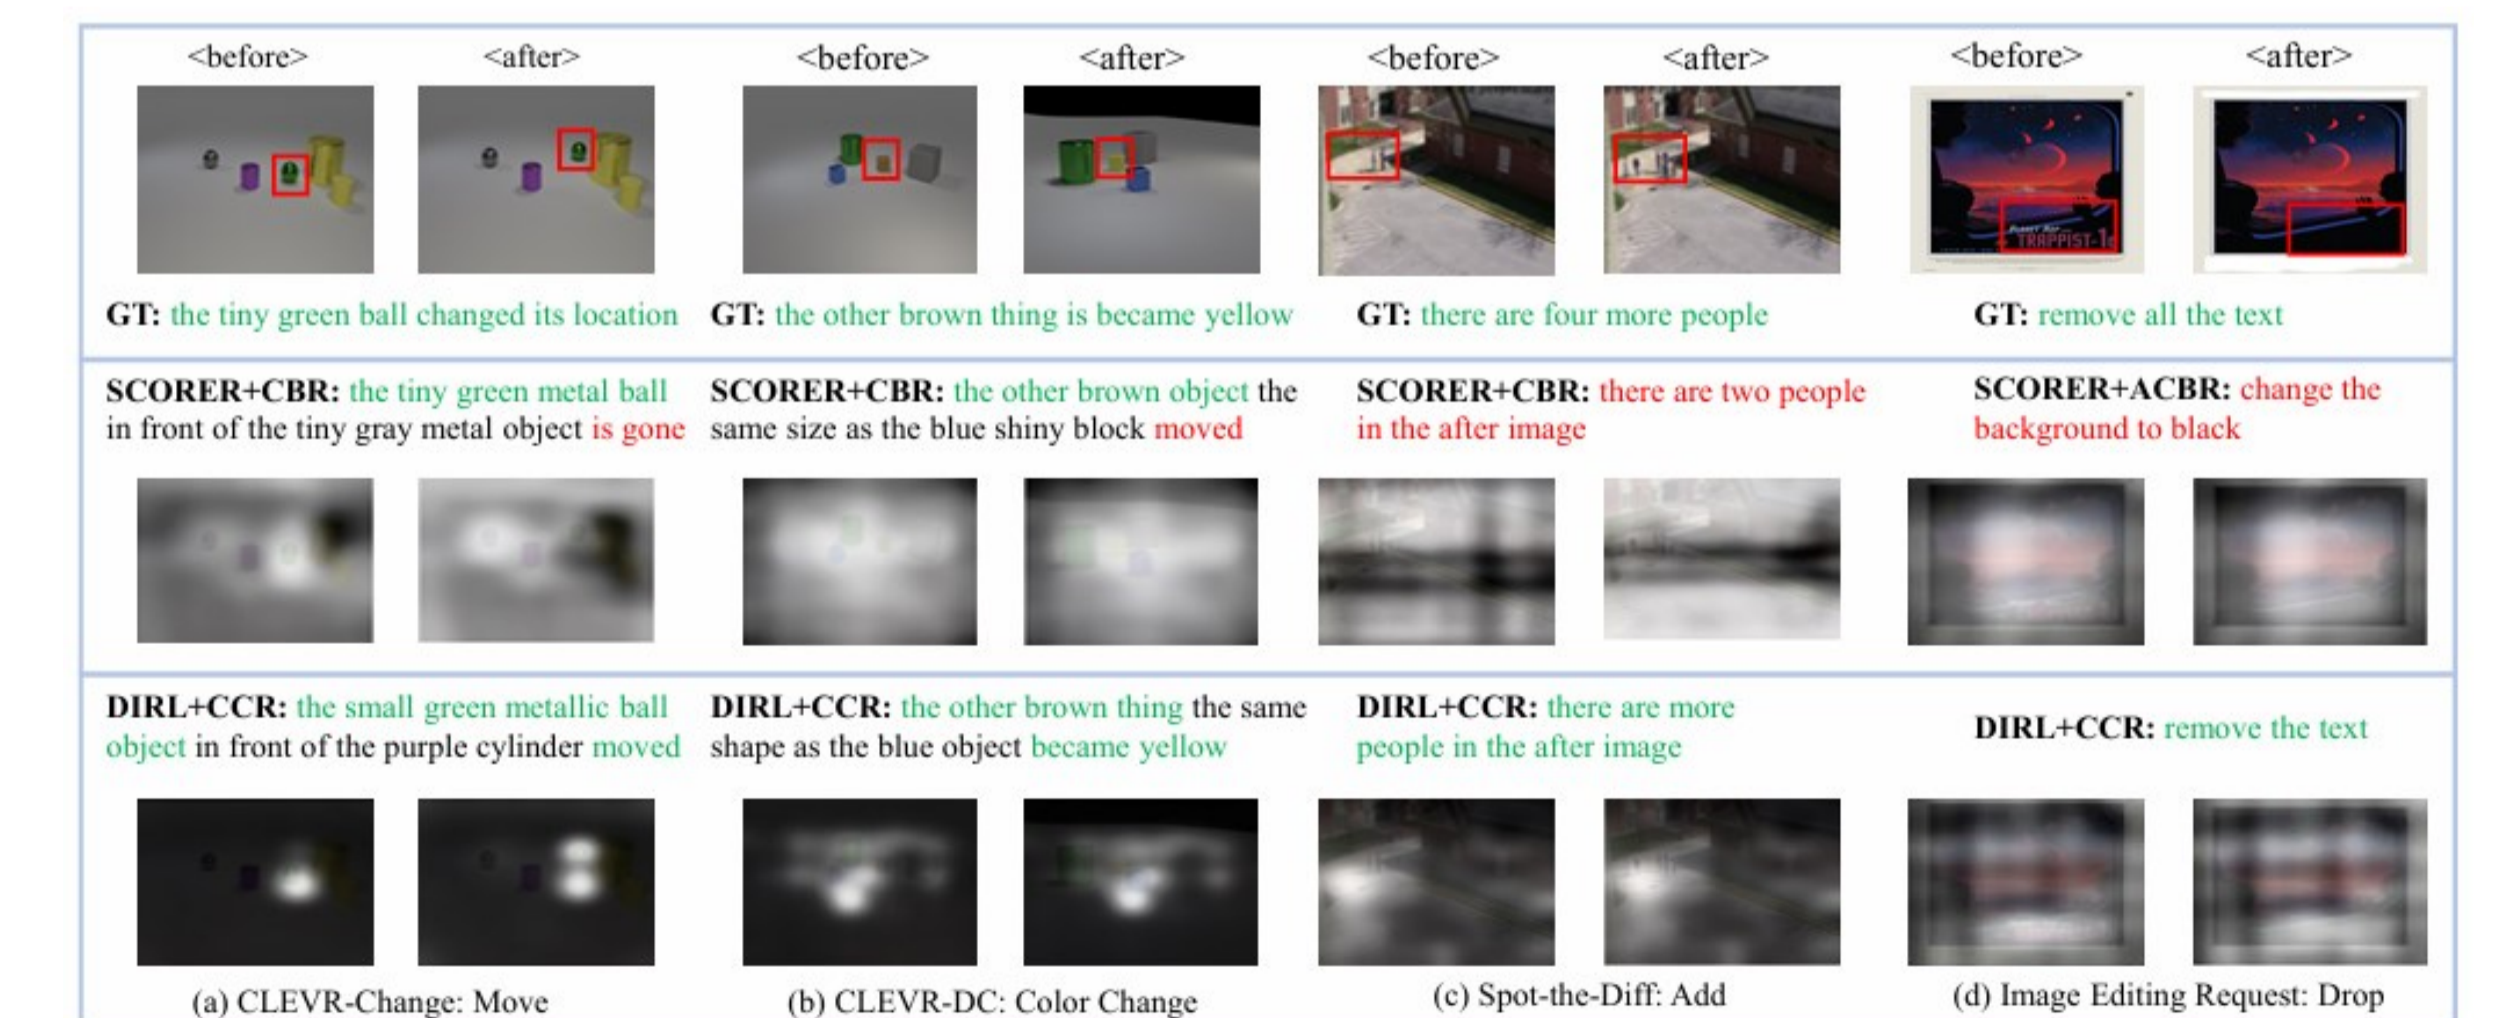 <before> <after> <before> <after> <before> <after> <before> <after>
TRAPPIST-1
GT: the tiny green ball changed its location
GT: the other brown thing is became yellow
GT: there are four more people
GT: remove all the text
SCORER+CBR: the tiny green metal ball
in front of the tiny gray metal object is gone
SCORER+CBR: the other brown object the
same size as the blue shiny block moved
SCORER+CBR: there are two people
in the after image
SCORER+ACBR: change the
background to black
DIRL+CCR: the small green metallic ball
object in front of the purple cylinder moved
DIRL+CCR: the other brown thing the same
shape as the blue object became yellow
DIRL+CCR: there are more
people in the after image
DIRL+CCR: remove the text
(a) CLEVR-Change: Move
(b) CLEVR-DC: Color Change
(c) Spot-the-Diff: Add
(d) Image Editing Request: Drop